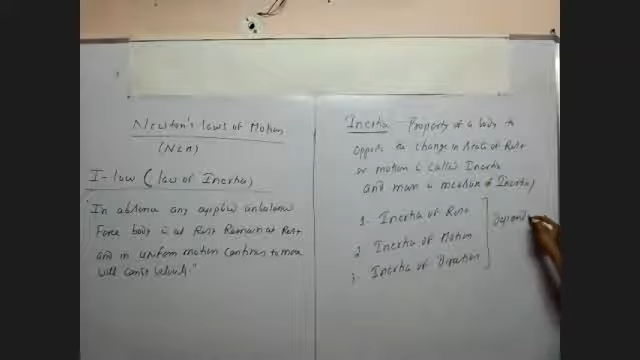 Newton's laws of Motion
(NLM)
I-law (law of Inertia)
"In absence any applied unbalance
Force body is at Rest Remain at Rest
and in uniform motion continues to move
will const velocity."
Inertia - Property of a body to
oppose the change in state of Rest
or motion is called Inertia
and mass is measure of Inertia
1. Inertia of Rest
2. Inertia of Motion
3. Inertia of Direction
Depend